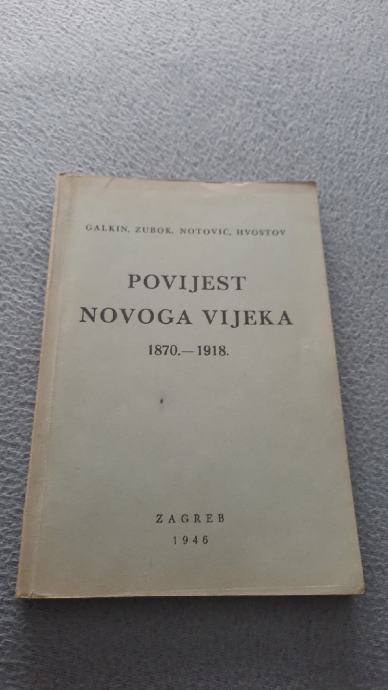 GALKIN, ZUBOK, NOTOVIĆ, HVOSTOV
POVIJEST
NOVOGA VIJEKA
1870.—1918.
ZAGREB
1946